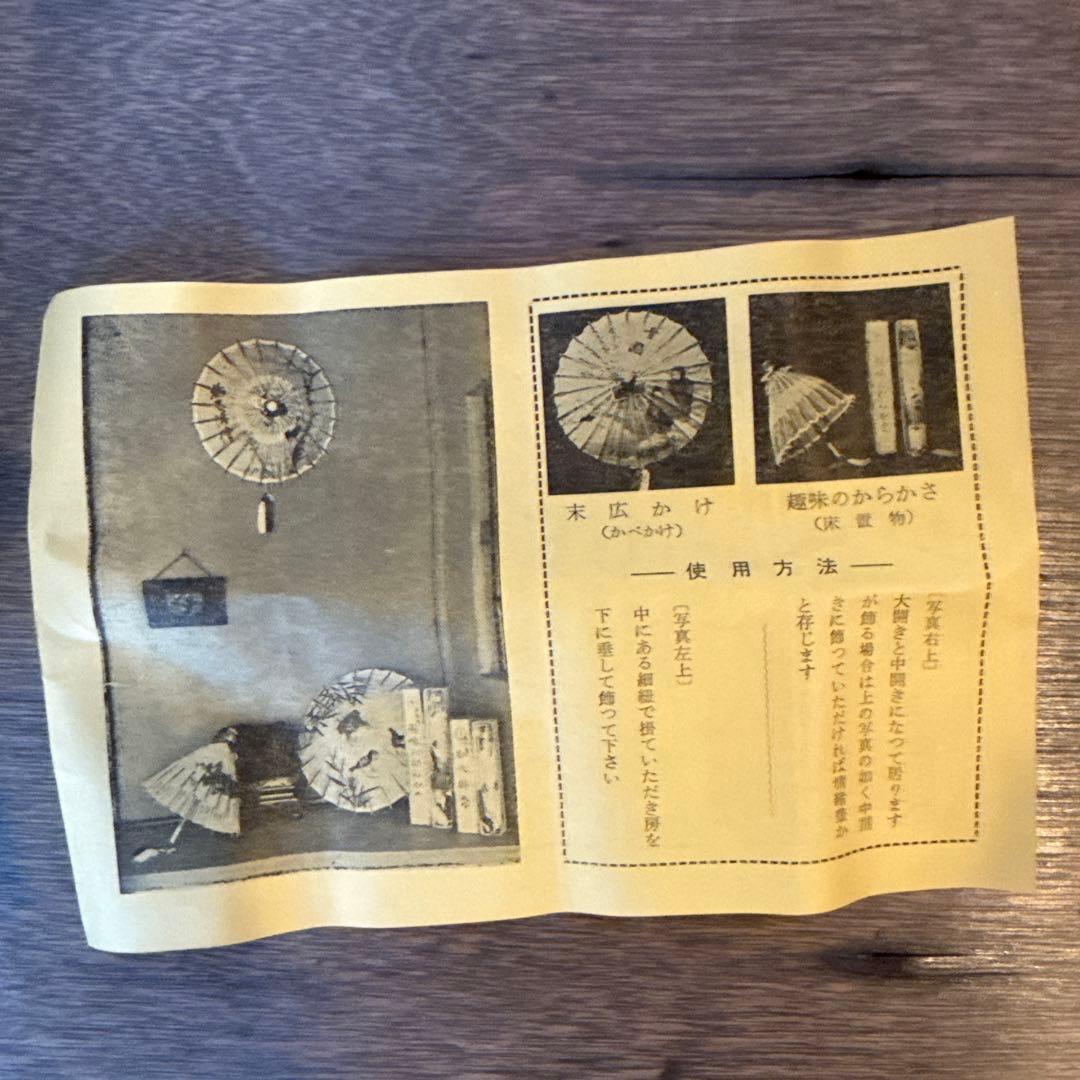 末広かけ
(かべかけ)
趣味のからかさ
(床置物)
使用方法
〔写真右上〕
大開きと中開きになつて居ります
が飾る場合は上の写真の如く中開
きに飾つていただければ情緒豊か
と存じます
〔写真左上〕
中にある細紐で掛ていただき房を
下に垂して飾つて下さい